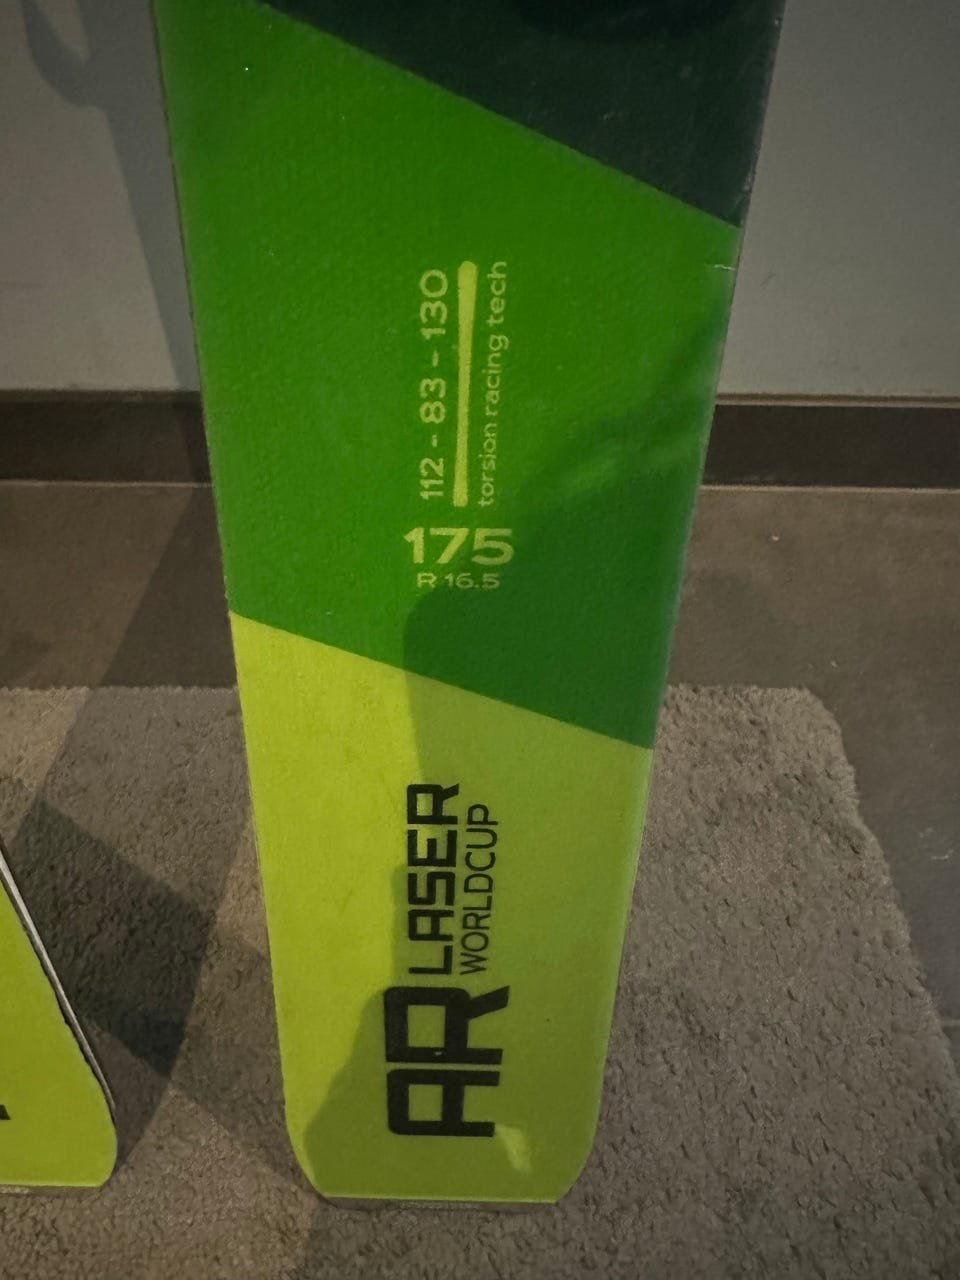 112 - 83 - 130
torsion racing tech
175
R 16.5
AR LASER
WORLDCUP